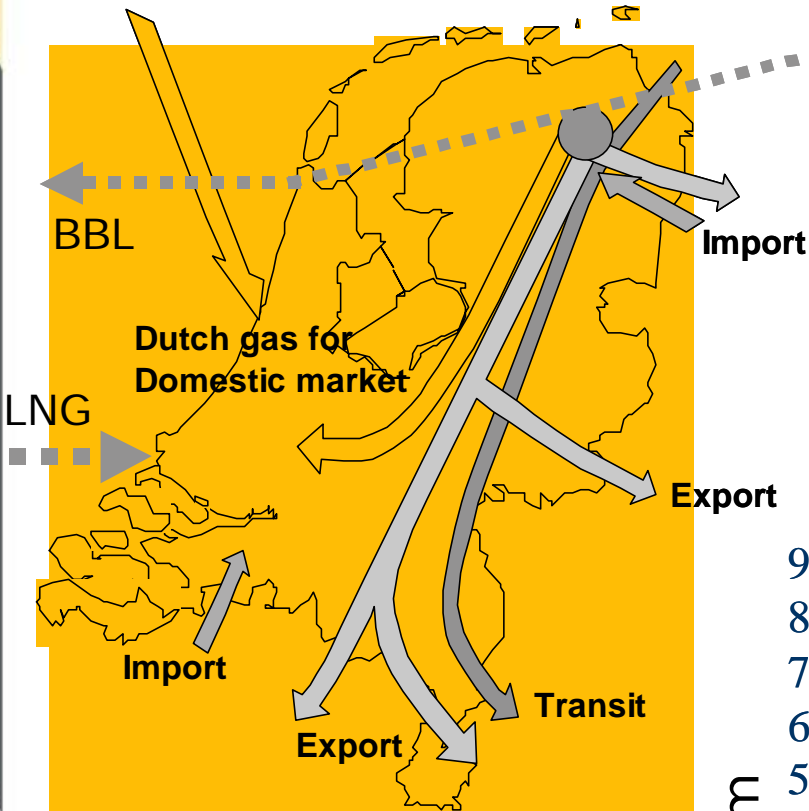 BBL
Import
Dutch gas for
Domestic market
LNG
Export
9
8
7
6
5
m
Import
Transit
Export